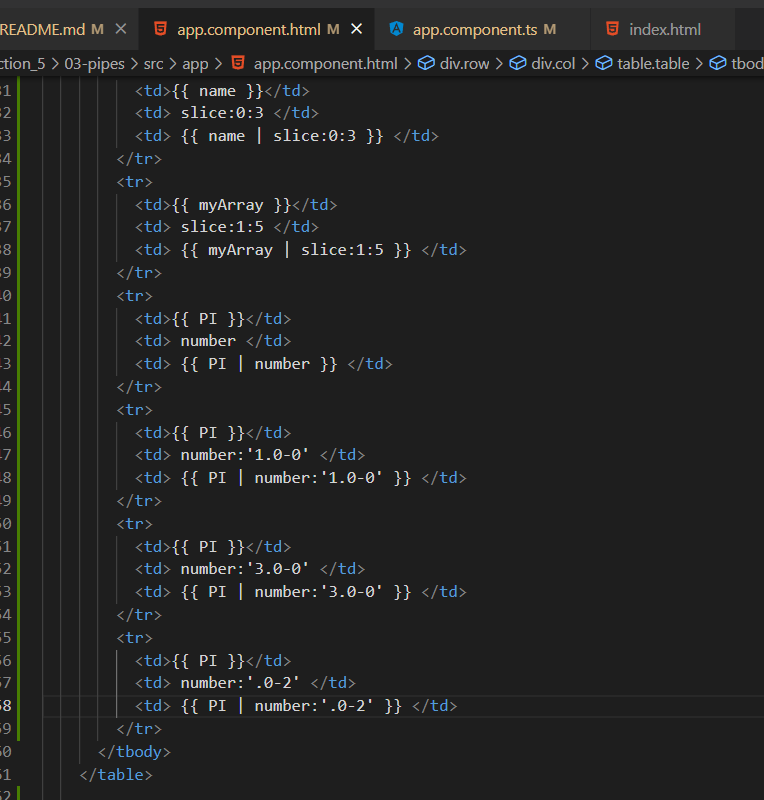 README.md M × app.component.html M × app.component.ts M index.html
ction_5 > 03-pipes > src > app > app.component.html > div.row > div.col > table.table > tbod
31 <td>{{ name }}</td>
32 <td> slice:0:3 </td>
33 <td> {{ name | slice:0:3 }} </td>
34 </tr>
35 <tr>
36 <td>{{ myArray }}</td>
37 <td> slice:1:5 </td>
38 <td> {{ myArray | slice:1:5 }} </td>
39 </tr>
40 <tr>
41 <td>{{ PI }}</td>
42 <td> number </td>
43 <td> {{ PI | number }} </td>
44 </tr>
45 <tr>
46 <td>{{ PI }}</td>
47 <td> number:'1.0-0' </td>
48 <td> {{ PI | number:'1.0-0' }} </td>
49 </tr>
50 <tr>
51 <td>{{ PI }}</td>
52 <td> number:'3.0-0' </td>
53 <td> {{ PI | number:'3.0-0' }} </td>
54 </tr>
55 <tr>
56 <td>{{ PI }}</td>
57 <td> number:'.0-2' </td>
58 <td> {{ PI | number:'.0-2' }} </td>
59 </tr>
60 </tbody>
61 </table>
62